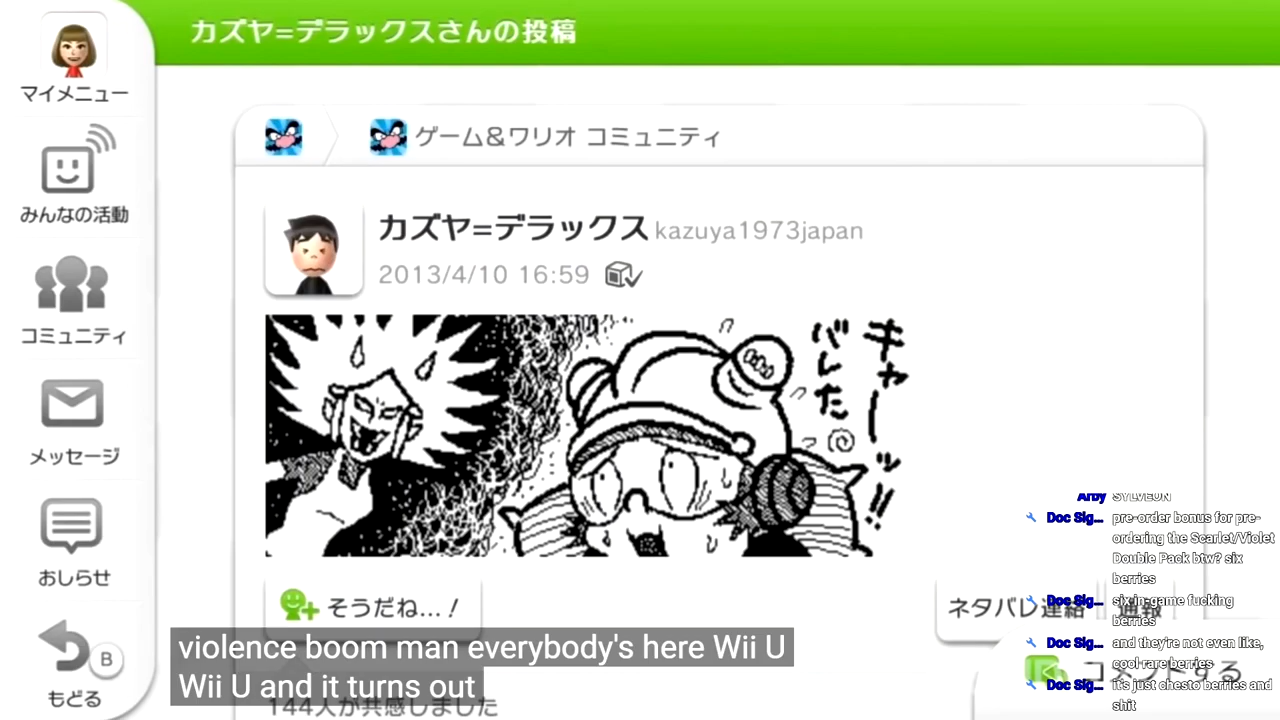 カズヤ=デラックスさんの投稿
マイメニュー
みんなの活動
コミュニティ
メッセージ
おしらせ
B
もどる
ゲーム&ワリオ コミュニティ
カズヤ=デラックス kazuya1973japan
2013/4/10 16:59
キャーッ!!
バレた
そうだね...!
ネタバレ連絡
通報
コメントする
144人が共感しました
violence boom man everybody's here Wii U
Wii U and it turns out
Arby SYLVEON
Doc Sig... pre-order bonus for pre-
ordering the Scarlet/Violet
Double Pack btw? six
berries
Doc Sig... six in-game fucking
berries
Doc Sig... and they're not even like,
cool rare berries
Doc Sig... it's just chesto berries and
shit